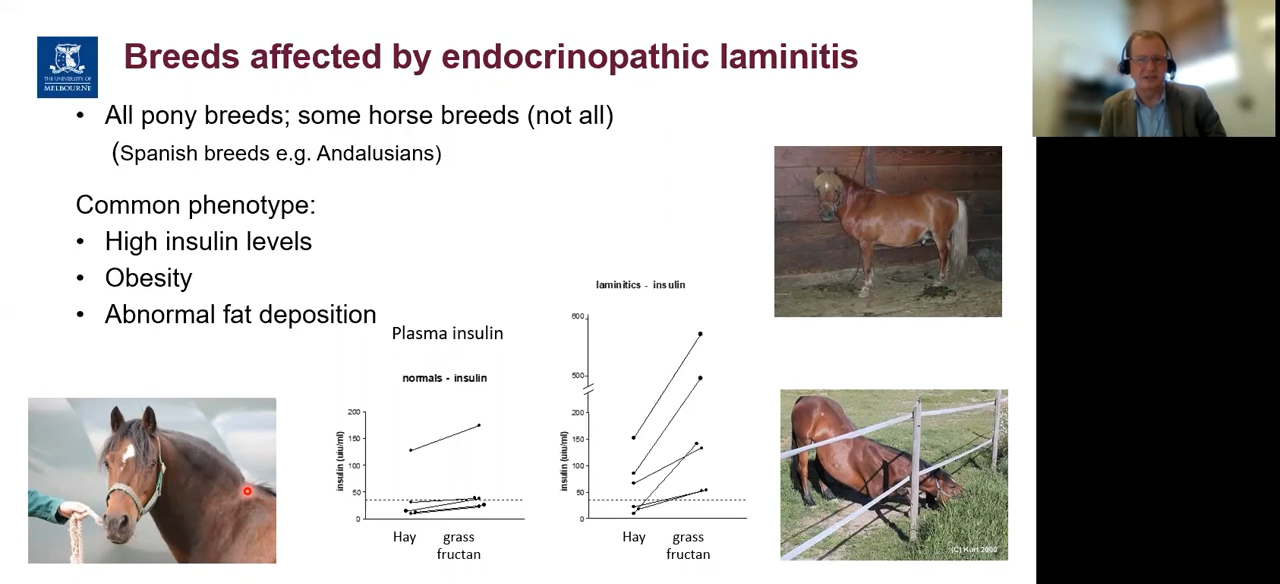 THE UNIVERSITY OF
MELBOURNE
Breeds affected by endocrinopathic laminitis
• All pony breeds; some horse breeds (not all)
(Spanish breeds e.g. Andalusians)
Common phenotype:
• High insulin levels
• Obesity
• Abnormal fat deposition
Plasma insulin
normals - insulin
insulin (uiu/ml)
200
150
100
50
0
Hay
grass
fructan
laminitics - insulin
insulin (uiu/ml)
600
500
200
150
100
50
0
Hay
grass
fructan
(C) Kurt 2000